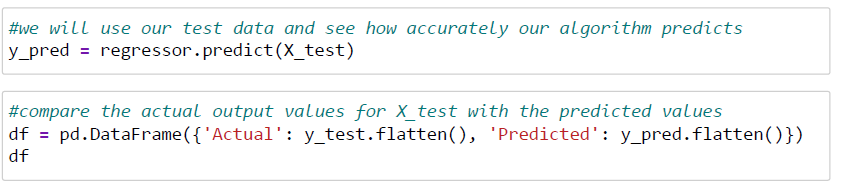 #we will use our test data and see how accurately our algorithm predicts
y_pred = regressor.predict(X_test)
#compare the actual output values for X_test with the predicted values
df = pd.DataFrame({'Actual': y_test.flatten(), 'Predicted': y_pred.flatten()})
df